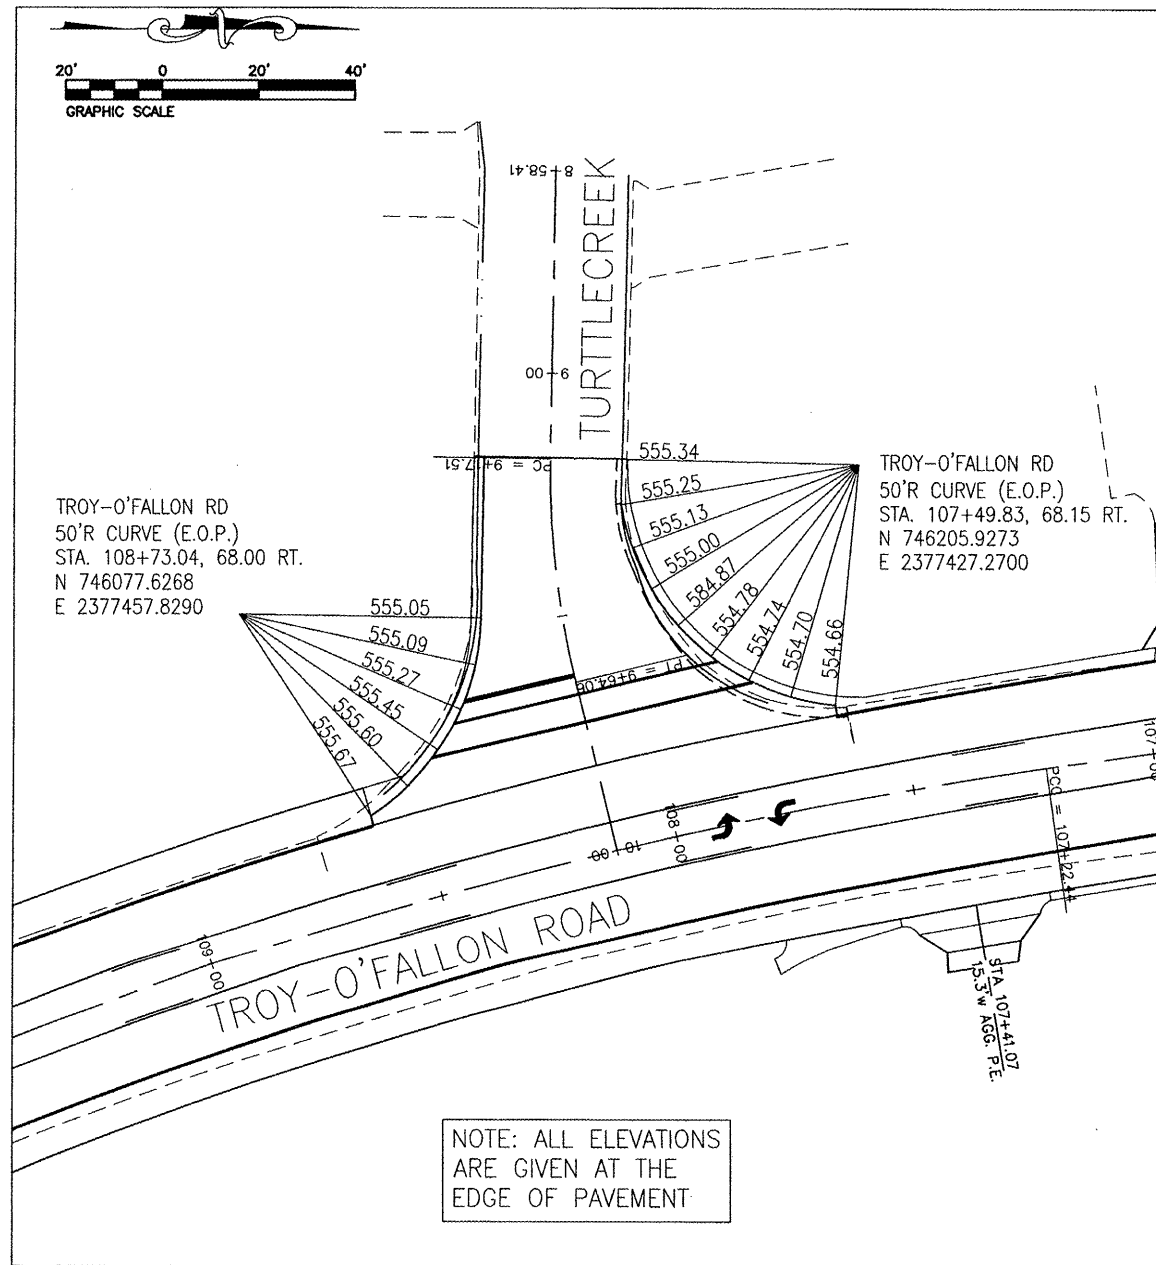 20' 0 20' 40'
GRAPHIC SCALE
8+58.41
TURTTLECREEK
9+00
PC = 9+17.51
555.34
555.25
555.13
555.00
584.87
554.78
554.74
554.70
554.66
TROY-O'FALLON RD
50'R CURVE (E.O.P.)
STA. 107+49.83, 68.15 RT.
N 746205.9273
E 2377427.2700
TROY-O'FALLON RD
50'R CURVE (E.O.P.)
STA. 108+73.04, 68.00 RT.
N 746077.6268
E 2377457.8290
555.05
555.09
555.27
555.45
555.60
555.67
PT = 9+64.06
107+00
PCC = 107+22.44
108+00
10+00
109+00
TROY-O'FALLON ROAD
STA 107+41.07
15.3'w AGG. P.E.
NOTE: ALL ELEVATIONS
ARE GIVEN AT THE
EDGE OF PAVEMENT